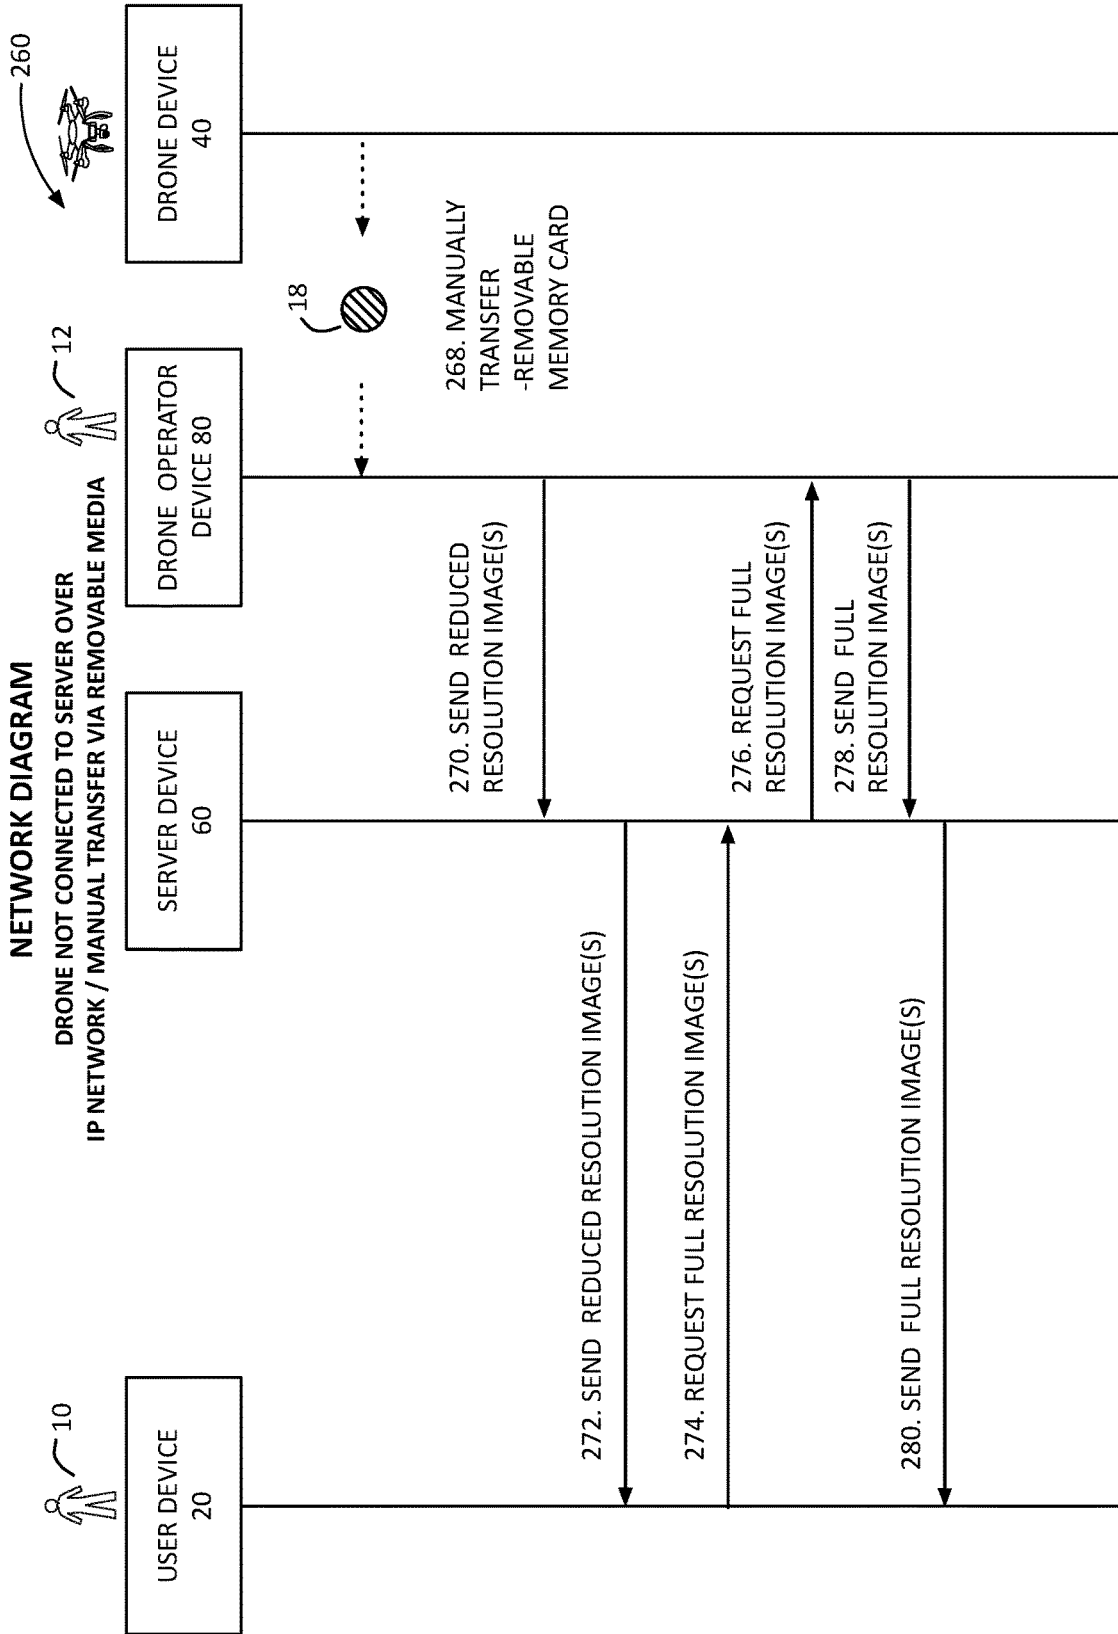 NETWORK DIAGRAM
DRONE NOT CONNECTED TO SERVER OVER
IP NETWORK / MANUAL TRANSFER VIA REMOVABLE MEDIA
10
12
260
USER DEVICE
20
SERVER DEVICE
60
DRONE OPERATOR
DEVICE 80
DRONE DEVICE
40
18
268. MANUALLY
TRANSFER
-REMOVABLE
MEMORY CARD
270. SEND REDUCED
RESOLUTION IMAGE(S)
272. SEND REDUCED RESOLUTION IMAGE(S)
274. REQUEST FULL RESOLUTION IMAGE(S)
276. REQUEST FULL
RESOLUTION IMAGE(S)
278. SEND FULL
RESOLUTION IMAGE(S)
280. SEND FULL RESOLUTION IMAGE(S)